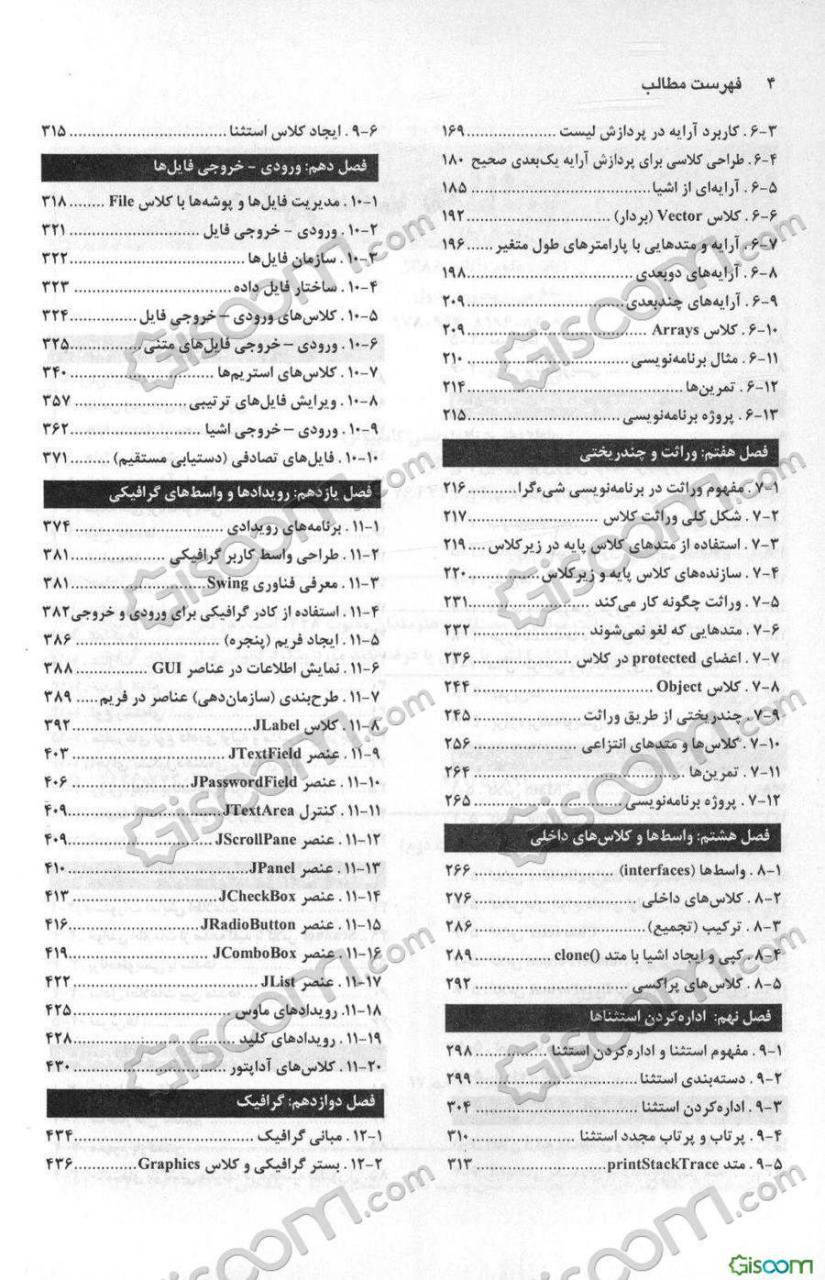 ۴ فهرست مطالب
۶-۳. کاربرد آرایه در پردازش لیست ................... ۱۶۹
۶-۴. طراحی کلاسی برای پردازش آرایه یک‌بعدی صحیح ۱۸۰
۶-۵. آرایه‌ای از اشیا ................... ۱۸۵
۶-۶. کلاس Vector (بردار) ................... ۱۹۲
۶-۷. آرایه و متدهایی با پارامترهای طول متغیر ...... ۱۹۶
۶-۸. آرایه‌های دوبعدی ................... ۱۹۸
۶-۹. آرایه‌های چندبعدی ................... ۲۰۹
۶-۱۰. کلاس Arrays ................... ۲۰۹
۶-۱۱. مثال برنامه‌نویسی ................... ۲۱۰
۶-۱۲. تمرین‌ها ................... ۲۱۴
۶-۱۳. پروژه برنامه‌نویسی ................... ۲۱۵
فصل هفتم: وراثت و چندریختی
۷-۱. مفهوم وراثت در برنامه‌نویسی شیءگرا ......... ۲۱۶
۷-۲. شکل کلی وراثت کلاس ................... ۲۱۷
۷-۳. استفاده از متدهای کلاس پایه در زیرکلاس .... ۲۱۹
۷-۴. سازنده‌های کلاس پایه و زیرکلاس ............ ۲۲۰
۷-۵. وراثت چگونه کار می‌کند ................... ۲۳۱
۷-۶. متدهایی که لغو نمی‌شوند ................... ۲۳۲
۷-۷. اعضای protected در کلاس ................... ۲۳۶
۷-۸. کلاس Object ................... ۲۴۴
۷-۹. چندریختی از طریق وراثت ................... ۲۴۵
۷-۱۰. کلاس‌ها و متدهای انتزاعی ................... ۲۵۶
۷-۱۱. تمرین‌ها ................... ۲۶۴
۷-۱۲. پروژه برنامه‌نویسی ................... ۲۶۵
فصل هشتم: واسط‌ها و کلاس‌های داخلی
۸-۱. واسط‌ها (interfaces) ................... ۲۶۶
۸-۲. کلاس‌های داخلی ................... ۲۷۶
۸-۳. ترکیب (تجمیع) ................... ۲۸۶
۸-۴. کپی و ایجاد اشیا با متد clone() ............ ۲۸۹
۸-۵. کلاس‌های پراکسی ................... ۲۹۲
فصل نهم: اداره‌کردن استثناها
۹-۱. مفهوم استثنا و اداره‌کردن استثنا ............ ۲۹۸
۹-۲. دسته‌بندی استثنا ................... ۲۹۹
۹-۳. اداره‌کردن استثنا ................... ۳۰۴
۹-۴. پرتاب و پرتاب مجدد استثنا ................... ۳۱۰
۹-۵. متد printStackTrace ................... ۳۱۳
۹-۶. ایجاد کلاس استثنا ................... ۳۱۵
فصل دهم: ورودی - خروجی فایل‌ها
۱۰-۱. مدیریت فایل‌ها و پوشه‌ها با کلاس File ........ ۳۱۸
۱۰-۲. ورودی - خروجی فایل ................... ۳۲۱
۱۰-۳. سازمان فایل‌ها ................... ۳۲۲
۱۰-۴. ساختار فایل داده ................... ۳۲۳
۱۰-۵. کلاس‌های ورودی - خروجی فایل ............ ۳۲۴
۱۰-۶. ورودی - خروجی فایل‌های متنی ............ ۳۲۵
۱۰-۷. کلاس‌های استریم‌ها ................... ۳۴۰
۱۰-۸. ویرایش فایل‌های ترتیبی ................... ۳۵۷
۱۰-۹. ورودی - خروجی اشیا ................... ۳۶۲
۱۰-۱۰. فایل‌های تصادفی (دستیابی مستقیم) ......... ۳۷۱
فصل یازدهم: رویدادها و واسط‌های گرافیکی
۱۱-۱. برنامه‌های رویدادی ................... ۳۷۴
۱۱-۲. طراحی واسط کاربر گرافیکی ................... ۳۸۱
۱۱-۳. معرفی فناوری Swing ................... ۳۸۱
۱۱-۴. استفاده از کادر گرافیکی برای ورودی و خروجی ۳۸۲
۱۱-۵. ایجاد فریم (پنجره) ................... ۳۸۶
۱۱-۶. نمایش اطلاعات در عناصر GUI ............ ۳۸۸
۱۱-۷. طرح‌بندی (سازمان‌دهی) عناصر در فریم ..... ۳۸۹
۱۱-۸. کلاس JLabel ................... ۳۹۲
۱۱-۹. عنصر JTextField ................... ۴۰۳
۱۱-۱۰. عنصر JPasswordField ................... ۴۰۶
۱۱-۱۱. کنترل JTextArea ................... ۴۰۹
۱۱-۱۲. عنصر JScrollPane ................... ۴۰۹
۱۱-۱۳. عنصر JPanel ................... ۴۱۰
۱۱-۱۴. عنصر JCheckBox ................... ۴۱۳
۱۱-۱۵. عنصر JRadioButton ................... ۴۱۶
۱۱-۱۶. عنصر JComboBox ................... ۴۱۹
۱۱-۱۷. عنصر JList ................... ۴۲۲
۱۱-۱۸. رویدادهای ماوس ................... ۴۲۵
۱۱-۱۹. رویدادهای کلید ................... ۴۲۸
۱۱-۲۰. کلاس‌های آداپتور ................... ۴۳۰
فصل دوازدهم: گرافیک
۱۲-۱. مبانی گرافیک ................... ۴۳۴
۱۲-۲. بستر گرافیکی و کلاس Graphics ............ ۴۳۶
Gisoom.com
Gisoom